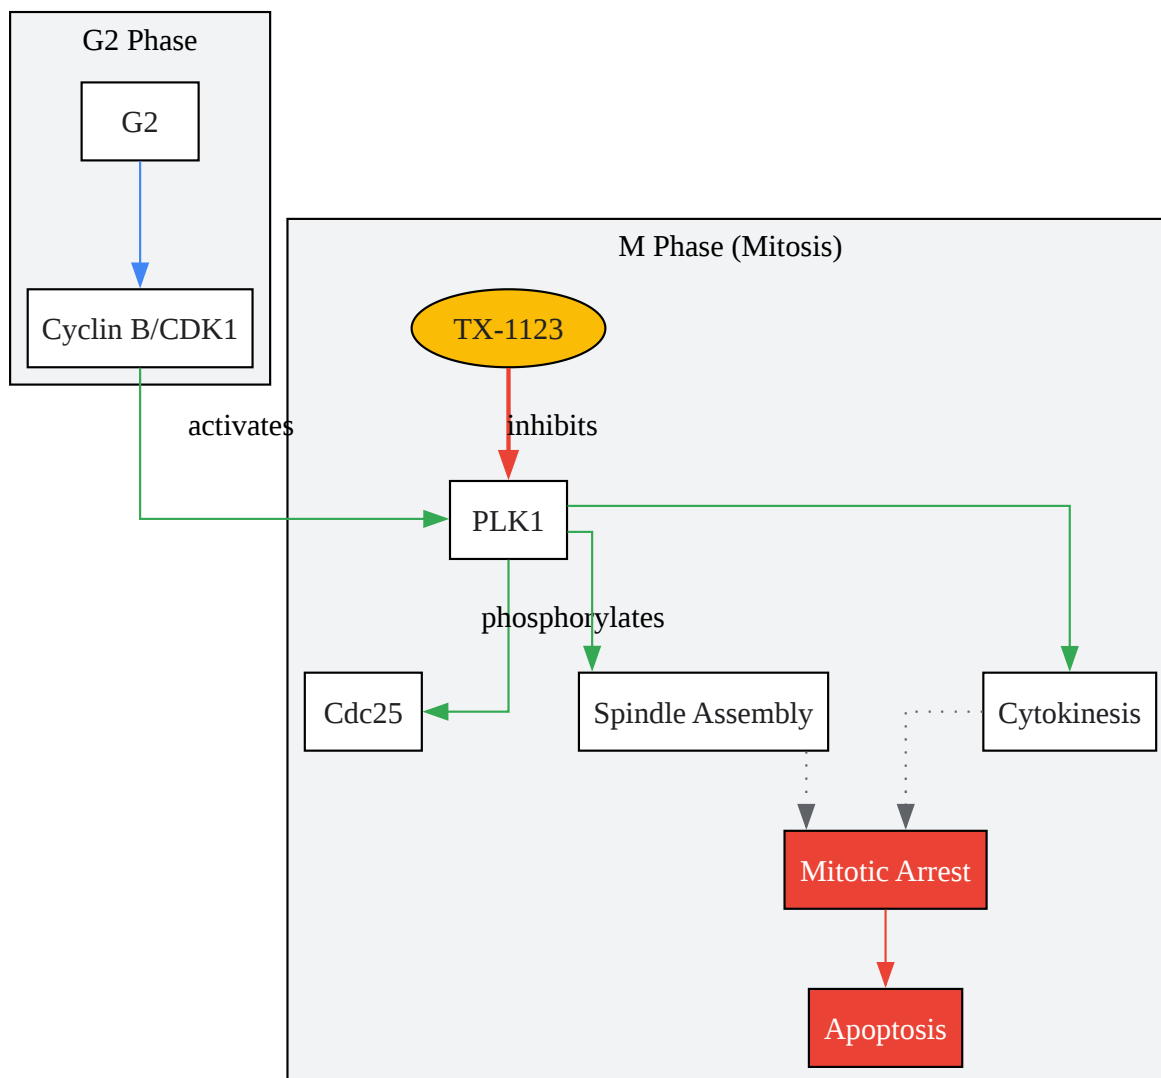 G2 Phase
G2
Cyclin B/CDK1
M Phase (Mitosis)
TX-1123
activates
inhibits
PLK1
phosphorylates
Cdc25
Spindle Assembly
Cytokinesis
Mitotic Arrest
Apoptosis